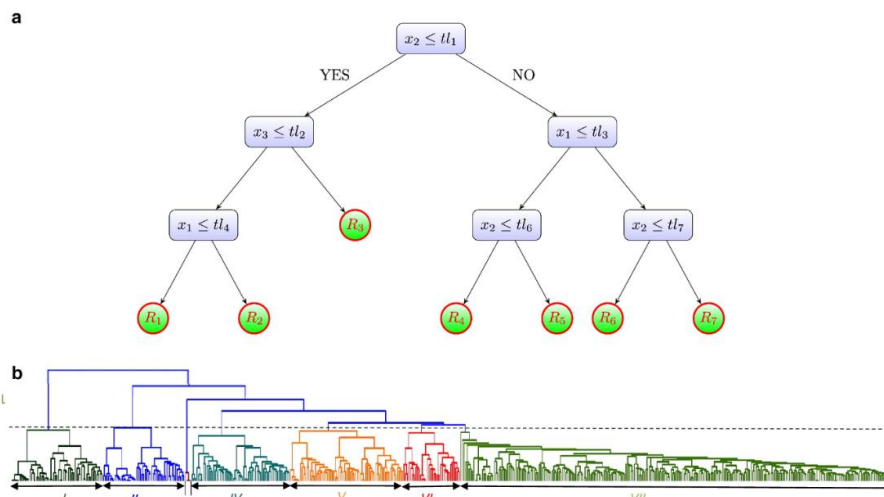 a
x₂ ≤ tl₁
YES NO
x₃ ≤ tl₂ x₁ ≤ tl₃
x₁ ≤ tl₄ R₃ x₂ ≤ tl₆ x₂ ≤ tl₇
R₁ R₂ R₄ R₅ R₆ R₇
b